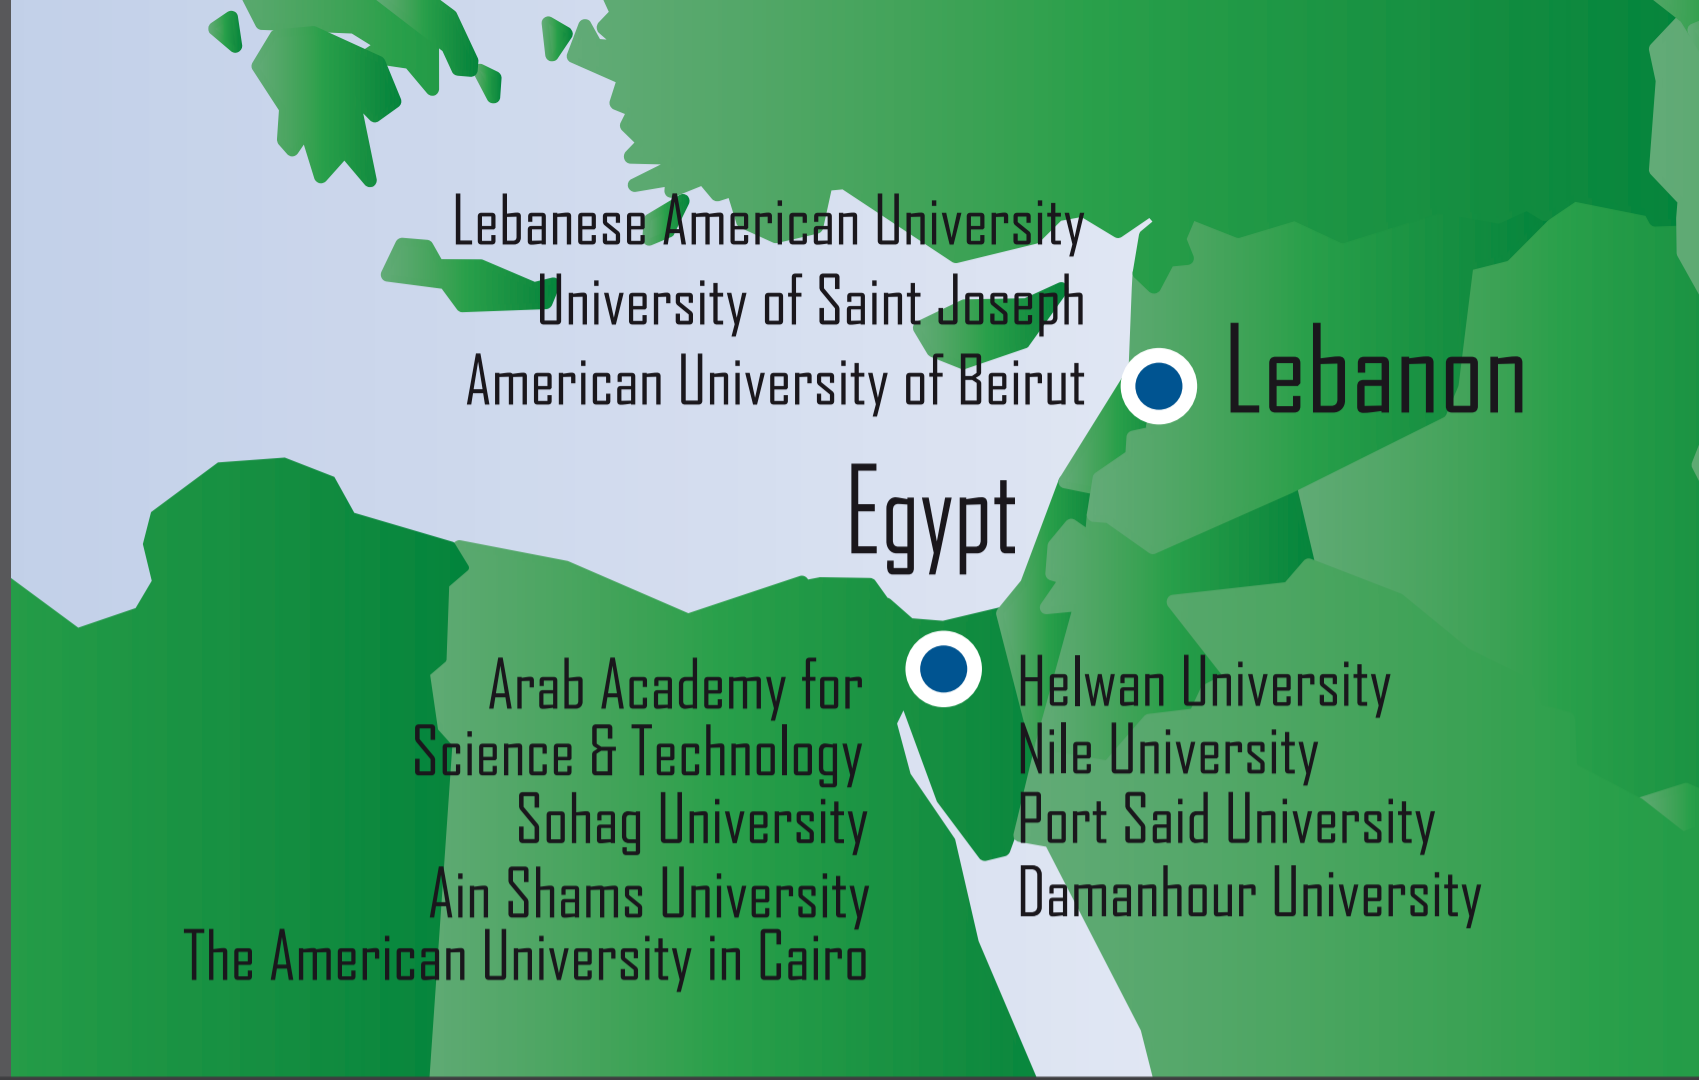 Lebanese American University
University of Saint Joseph
American University of Beirut
Lebanon
Egypt
Arab Academy for
Science & Technology
Sohag University
Ain Shams University
The American University in Cairo
Helwan University
Nile University
Port Said University
Damanhour University